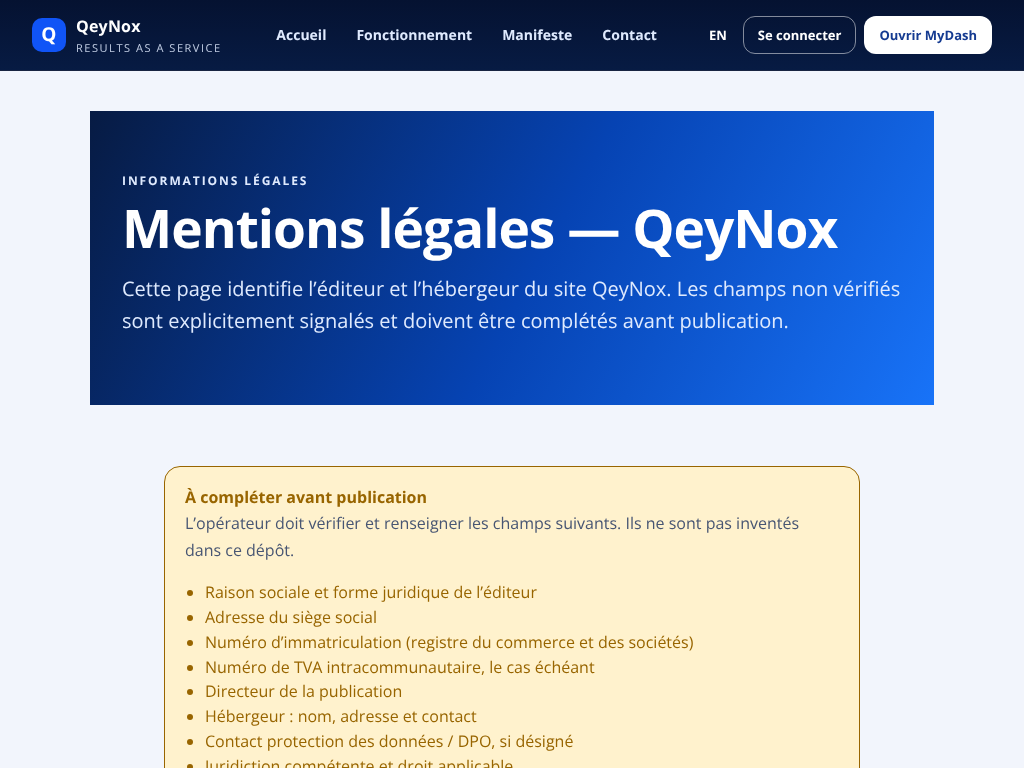 Q
QeyNox
RESULTS AS A SERVICE
Accueil
Fonctionnement
Manifeste
Contact
EN
Se connecter
Ouvrir MyDash
INFORMATIONS LÉGALES
Mentions légales — QeyNox
Cette page identifie l’éditeur et l’hébergeur du site QeyNox. Les champs non vérifiés
sont explicitement signalés et doivent être complétés avant publication.
À compléter avant publication
L’opérateur doit vérifier et renseigner les champs suivants. Ils ne sont pas inventés
dans ce dépôt.
Raison sociale et forme juridique de l’éditeur
Adresse du siège social
Numéro d’immatriculation (registre du commerce et des sociétés)
Numéro de TVA intracommunautaire, le cas échéant
Directeur de la publication
Hébergeur : nom, adresse et contact
Contact protection des données / DPO, si désigné
Juridiction compétente et droit applicable